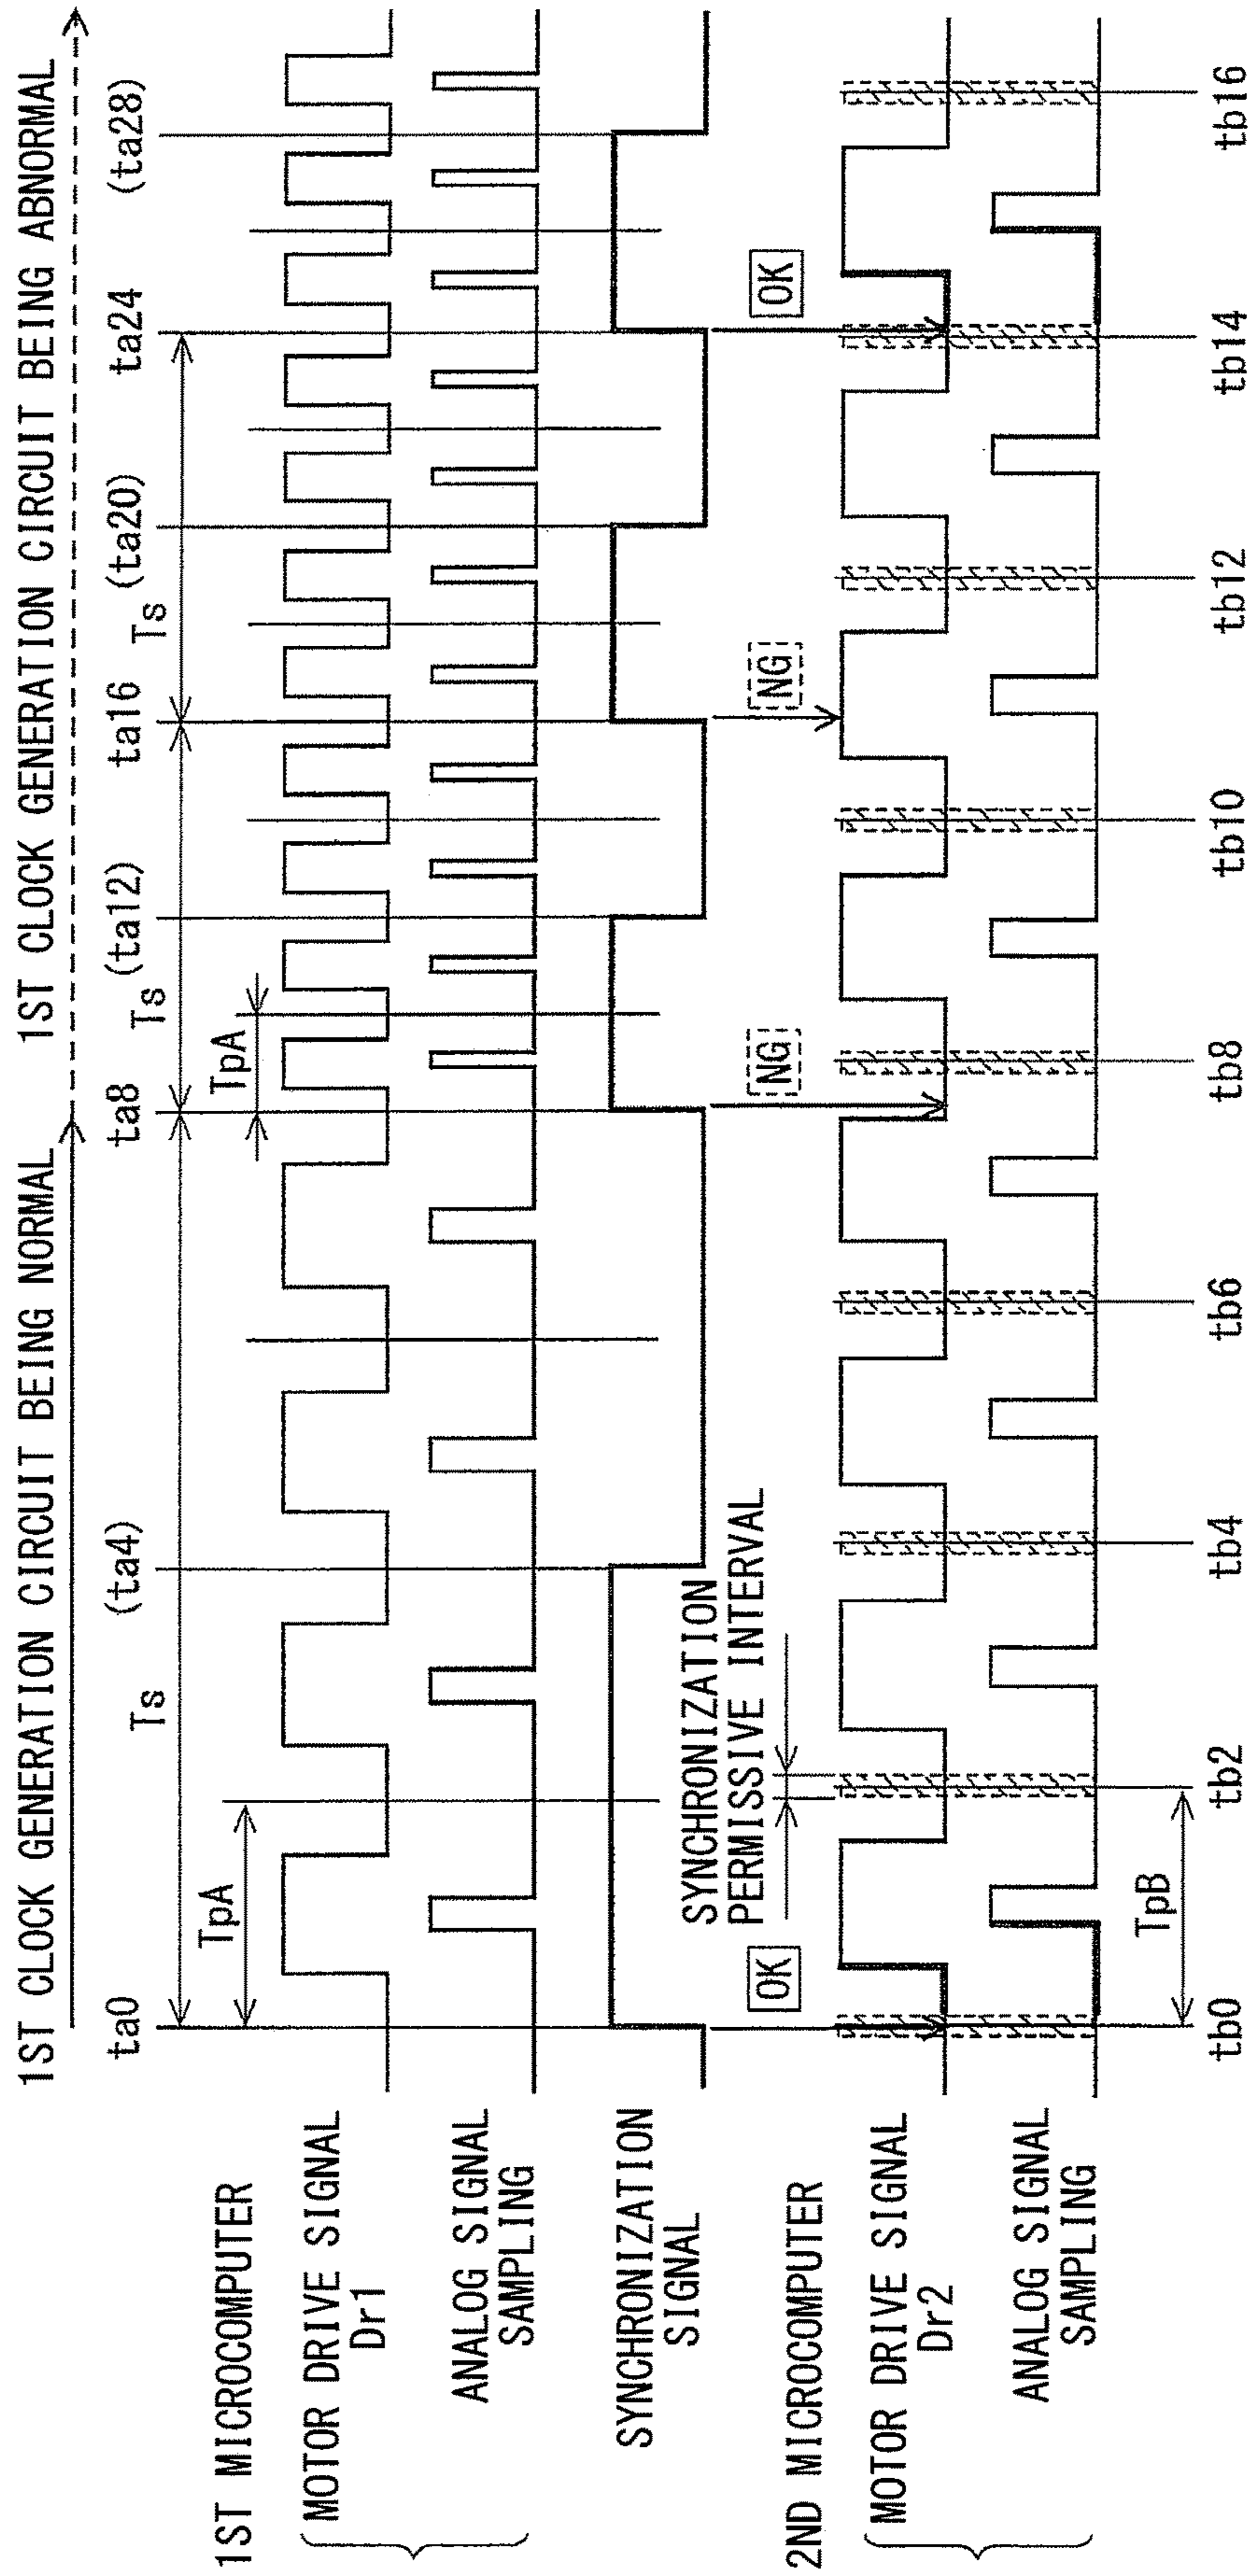 1ST CLOCK GENERATION CIRCUIT BEING NORMAL
1ST CLOCK GENERATION CIRCUIT BEING ABNORMAL
ta0
(ta4)
ta8
(ta12)
ta16
(ta20)
ta24
(ta28)
Ts
Ts
Ts
TpA
TpA
1ST MICROCOMPUTER
MOTOR DRIVE SIGNAL
Dr1
ANALOG SIGNAL
SAMPLING
SYNCHRONIZATION
SIGNAL
SYNCHRONIZATION
PERMISSIVE INTERVAL
OK
NG
NG
OK
2ND MICROCOMPUTER
MOTOR DRIVE SIGNAL
Dr2
ANALOG SIGNAL
SAMPLING
TpB
tb0
tb2
tb4
tb6
tb8
tb10
tb12
tb14
tb16